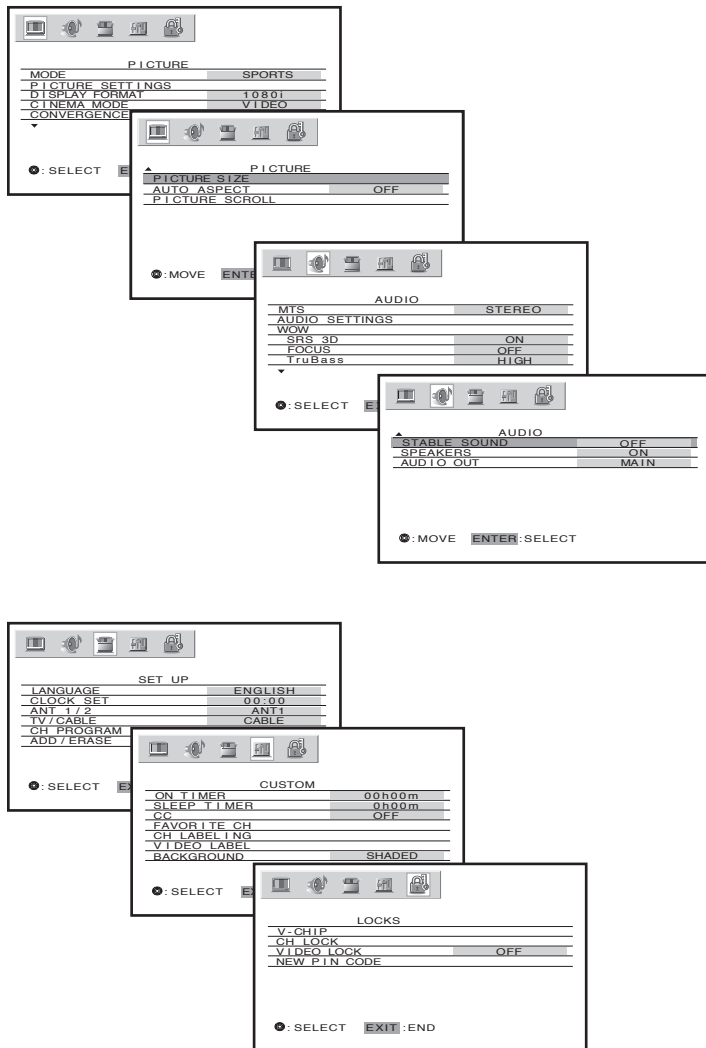 PICTURE
MODE SPORTS
PICTURE SETTINGS
DISPLAY FORMAT 1080i
CINEMA MODE VIDEO
CONVERGENCE
: SELECT E
PICTURE
PICTURE SIZE
AUTO ASPECT OFF
PICTURE SCROLL
:MOVE ENTE
AUDIO
MTS STEREO
AUDIO SETTINGS
WOW
SRS 3D ON
FOCUS OFF
TruBass HIGH
:SELECT E
AUDIO
STABLE SOUND OFF
SPEAKERS ON
AUDIO OUT MAIN
:MOVE ENTER:SELECT
SET UP
LANGUAGE ENGLISH
CLOCK SET 00:00
ANT 1/2 ANT1
TV/CABLE CABLE
CH PROGRAM
ADD/ERASE
: SELECT E
CUSTOM
ON TIMER 00h00m
SLEEP TIMER 0h00m
CC OFF
FAVORITE CH
CH LABELING
VIDEO LABEL
BACKGROUND SHADED
:SELECT E
LOCKS
V-CHIP
CH LOCK
VIDEO LOCK OFF
NEW PIN CODE
: SELECT EXIT :END